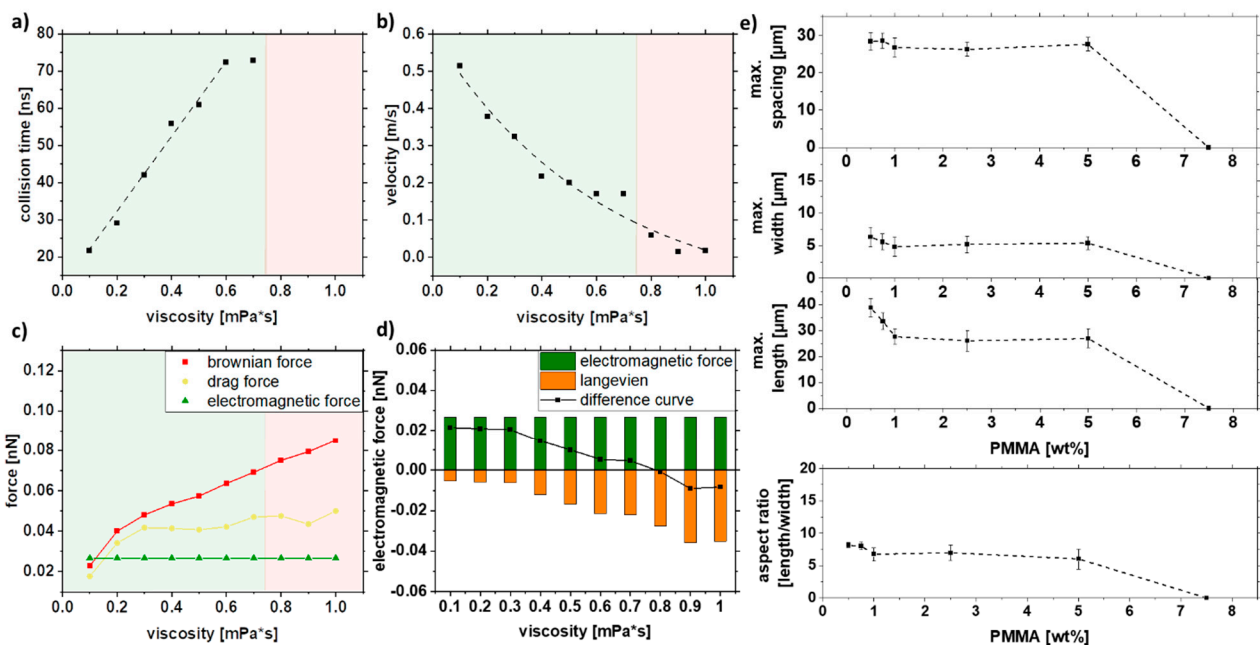 a)
80
70
60
50
40
30
20
collision time [ns]
0.0 0.2 0.4 0.6 0.8 1.0
viscosity [mPa*s]
b)
0.6
0.5
0.4
0.3
0.2
0.1
0.0
velocity [m/s]
0.0 0.2 0.4 0.6 0.8 1.0
viscosity [mPa*s]
c)
brownian force
drag force
electromagnetic force
0.12
0.10
0.08
0.06
0.04
0.02
force [nN]
0.0 0.2 0.4 0.6 0.8 1.0
viscosity [mPa*s]
d)
electromagnetic force
langevien
difference curve
0.06
0.04
0.02
0.00
-0.02
-0.04
-0.06
electromagnetic force [nN]
0.1 0.2 0.3 0.4 0.5 0.6 0.7 0.8 0.9 1
viscosity [mPa*s]
e)
30
20
10
0
max.
spacing [µm]
0 1 2 3 4 5 6 7 8
15
10
5
0
max.
width [µm]
0 1 2 3 4 5 6 7 8
40
30
20
10
0
max.
length [µm]
0 1 2 3 4 5 6 7 8
PMMA [wt%]
20
15
10
5
0
aspect ratio
[length/width]
0 1 2 3 4 5 6 7 8
PMMA [wt%]